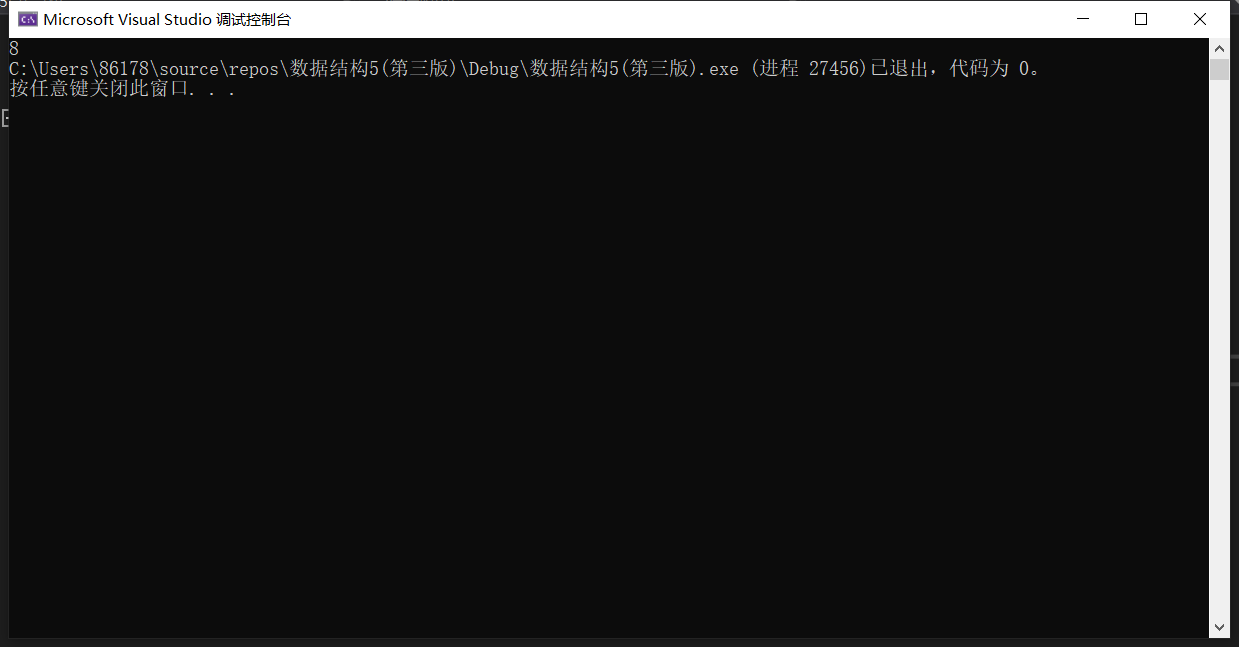 Microsoft Visual Studio 调试控制台
8
C:\Users\86178\source\repos\数据结构5(第三版)\Debug\数据结构5(第三版).exe (进程 27456)已退出，代码为 0。
按任意键关闭此窗口. . .